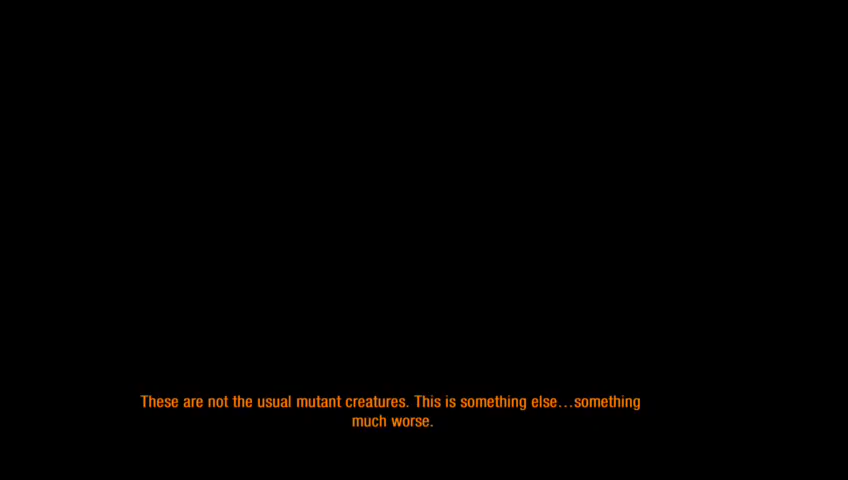 These are not the usual mutant creatures. This is something else...something
much worse.